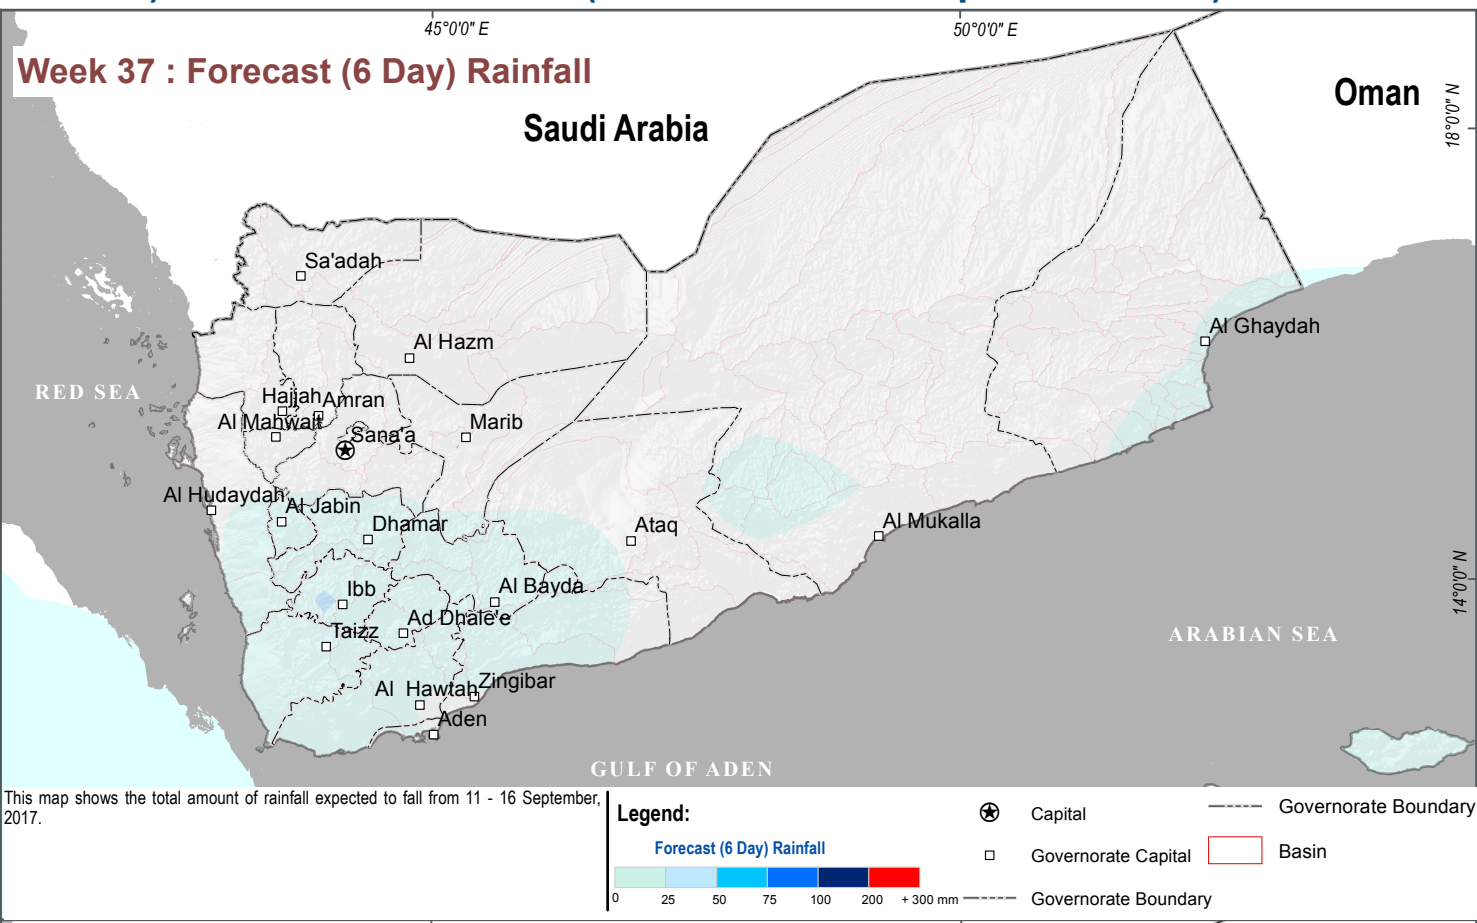 45°0'0" E
50°0'0" E
Week 37 : Forecast (6 Day) Rainfall
Oman
18°0'0" N
Saudi Arabia
Sa'adah
Al Ghaydah
Al Hazm
RED SEA
Hajjah
Amran
Al Mahwait
Sana'a
Marib
Al Hudaydah
Al Jabin
Dhamar
Ataq
Al Mukalla
Ibb
Al Bayda
14°0'0" N
Taizz
Ad Dhale'e
ARABIAN SEA
Al Hawtah
Zingibar
Aden
GULF OF ADEN
This map shows the total amount of rainfall expected to fall from 11 - 16 September,
2017.
Legend:
Forecast (6 Day) Rainfall
0 25 50 75 100 200 + 300 mm
Capital
Governorate Capital
Governorate Boundary
Governorate Boundary
Basin